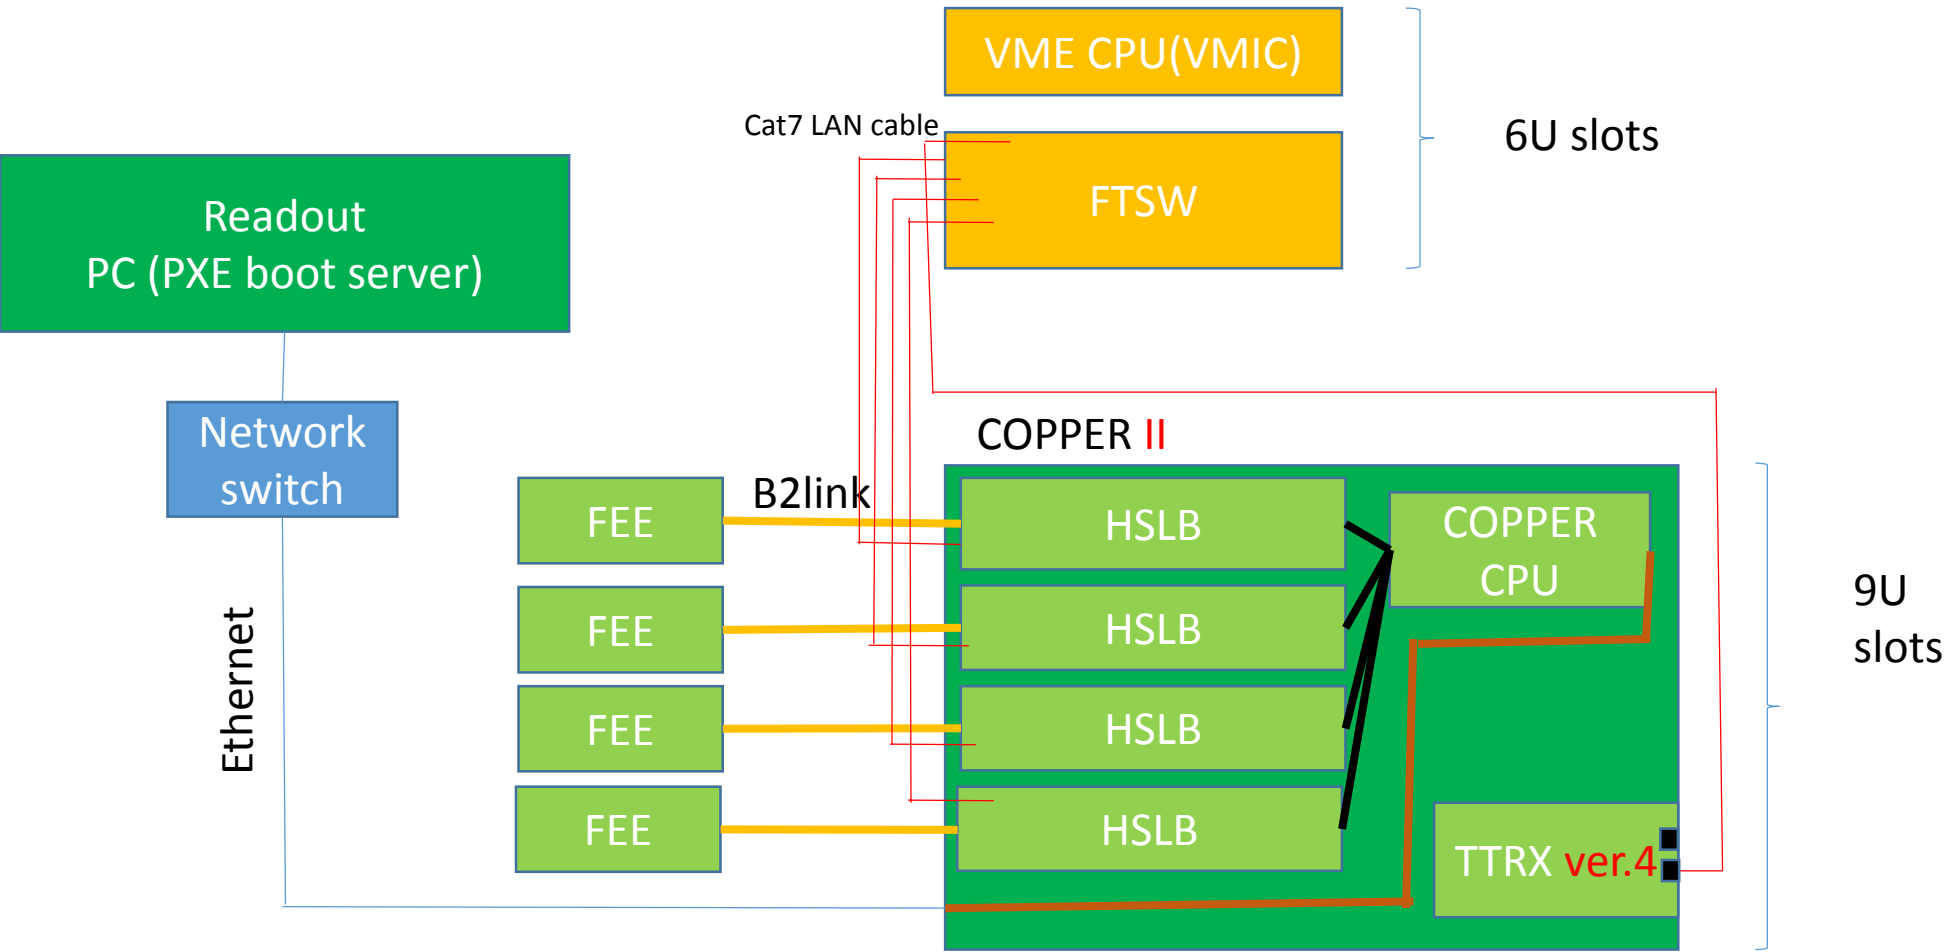 VME CPU(VMIC)
Cat7 LAN cable
6U slots
FTSW
Readout
PC (PXE boot server)
Network
switch
COPPER II
B2link
FEE
HSLB
COPPER
CPU
FEE
HSLB
9U
slots
Ethernet
FEE
HSLB
FEE
HSLB
TTRX ver.4